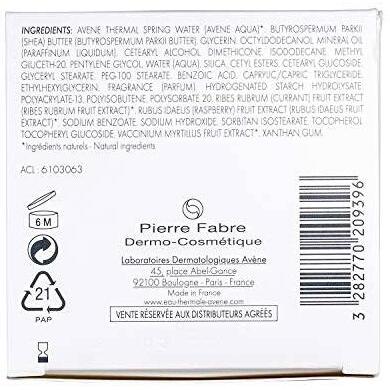 INGREDIENTS: AVENE THERMAL SPRING WATER (AVENE AQUA)*. BUTYROSPERMUM PARKII
(SHEA) BUTTER (BUTYROSPERMUM PARKII BUTTER). GLYCERIN. OCTYLDODECANOL. MINERAL OIL
(PARAFFINUM LIQUIDUM). CETEARYL ALCOHOL. DIMETHICONE. ISODODECANE. METHYL
GLUCETH-20. PENTYLENE GLYCOL. WATER (AQUA). SILICA. CETYL ESTERS. CETEARYL GLUCOSIDE.
GLYCERYL STEARATE. PEG-100 STEARATE. BENZOIC ACID. CAPRYLIC/CAPRIC TRIGLYCERIDE.
ETHYLHEXYLGLYCERIN. FRAGRANCE (PARFUM). HYDROGENATED STARCH HYDROLYSATE.
POLYACRYLATE-13. POLYISOBUTENE. POLYSORBATE 20. RIBES RUBRUM (CURRANT) FRUIT EXTRACT
(RIBES RUBRUM FRUIT EXTRACT)*. RUBUS IDAEUS (RASPBERRY) FRUIT EXTRACT (RUBUS IDAEUS FRUIT
EXTRACT)*. SODIUM BENZOATE. SODIUM HYDROXIDE. SORBITAN ISOSTEARATE. TOCOPHEROL.
TOCOPHERYL GLUCOSIDE. VACCINIUM MYRTILLUS FRUIT EXTRACT*. XANTHAN GUM.
*Ingrédients naturels - Natural ingredients
ACL : 6103063
6 M
21
PAP
Pierre Fabre
Dermo-Cosmétique
Laboratoires Dermatologiques Avène
45, place Abel-Gance
92100 Boulogne - Paris - France
Made in France
www.eau-thermale-avene.com
VENTE RÉSERVÉE AUX DISTRIBUTEURS AGRÉÉS
3 282770 209396